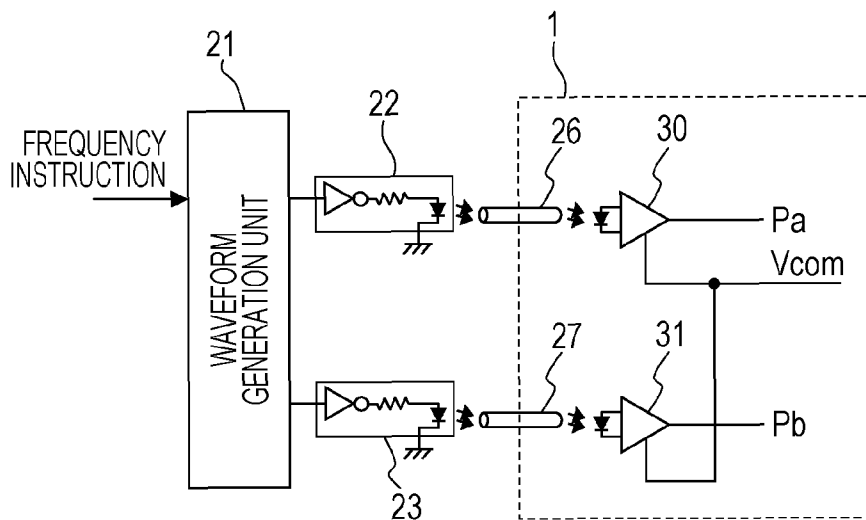 1
21
FREQUENCY
INSTRUCTION
22
26
30
WAVEFORM
GENERATION UNIT
Pa
Vcom
27
31
Pb
23